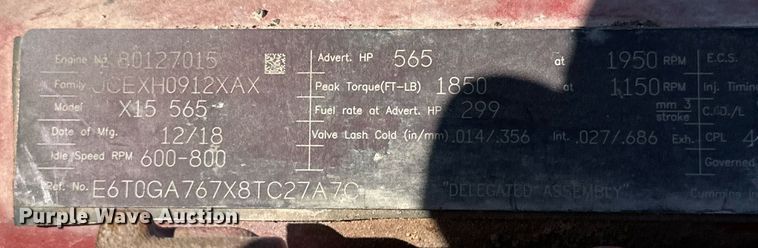 Engine No. 80127015 Advert. HP 565 at 1950 RPM E.C.S.
Family JCEXH0912XAX Peak Torque(FT-LB) 1850 at 1150 RPM Inj. Timing
Model X15 565 Fuel rate at Advert. HP 299 mm 3 stroke C.I.D./L
Date of Mfg. 12/18 Valve Lash Cold (in/mm) .014/.356 Int. .027/.686 Exh. CPL 4
Idle Speed RPM 600-800 Governed
Ref. No. E6T0GA767X8TC27A7C "DELEGATED ASSEMBLY" Cummins
Purple Wave Auction